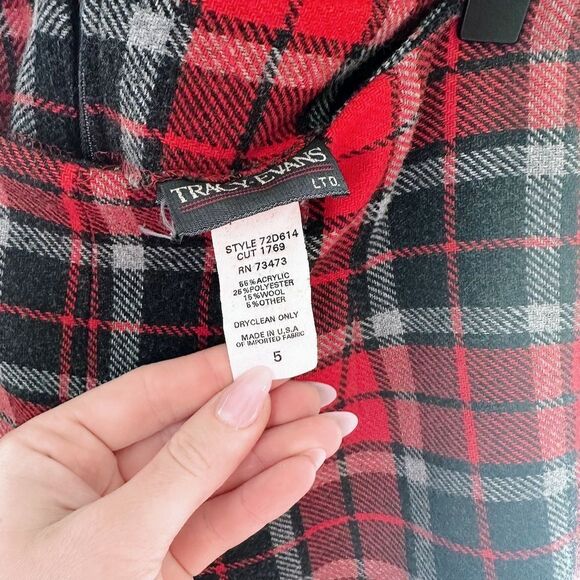 TRACY EVANS
LTD.
STYLE 72D614
CUT 1769
RN 73473
56%ACRYLIC
26%POLYESTER
15%WOOL
5%OTHER
DRYCLEAN ONLY
MADE IN U.S.A
OF IMPORTED FABRIC
5